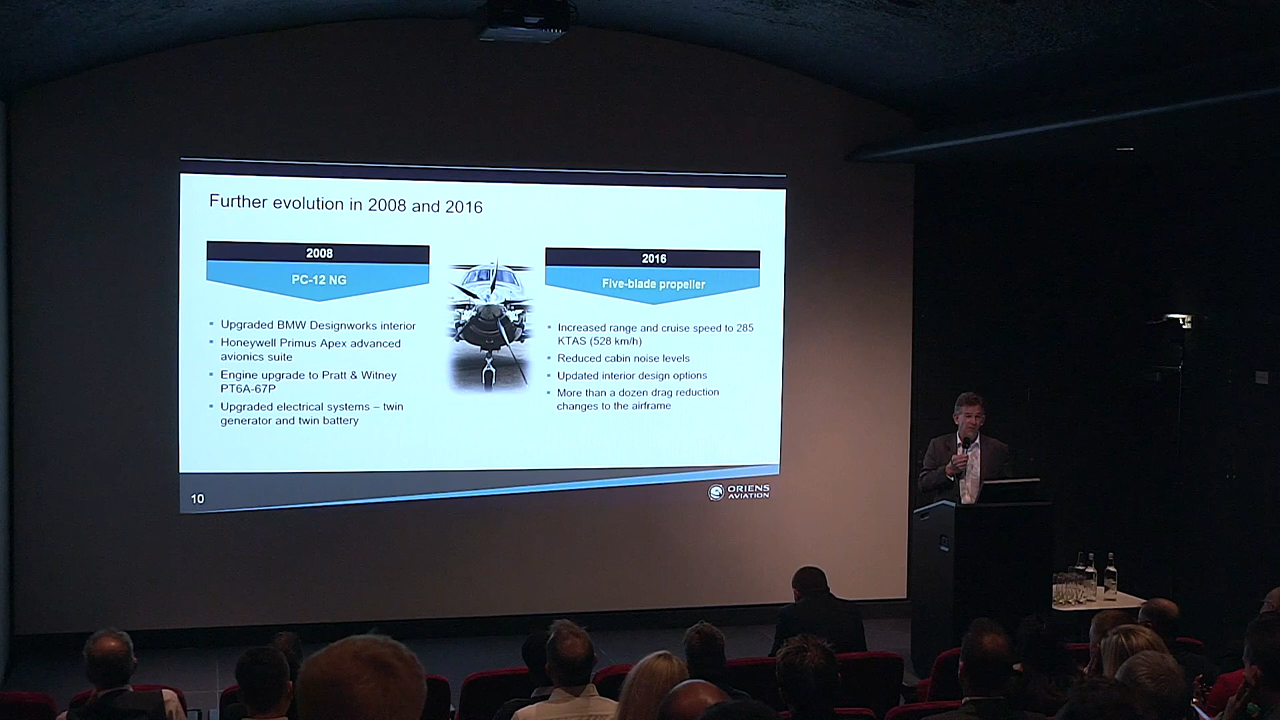 Further evolution in 2008 and 2016
2008
PC-12 NG
Upgraded BMW Designworks interior
Honeywell Primus Apex advanced
avionics suite
Engine upgrade to Pratt & Witney
PT6A-67P
Upgraded electrical systems – twin
generator and twin battery
2016
Five-blade propeller
Increased range and cruise speed to 285
KTAS (528 km/h)
Reduced cabin noise levels
Updated interior design options
More than a dozen drag reduction
changes to the airframe
10
ORIENS
AVIATION